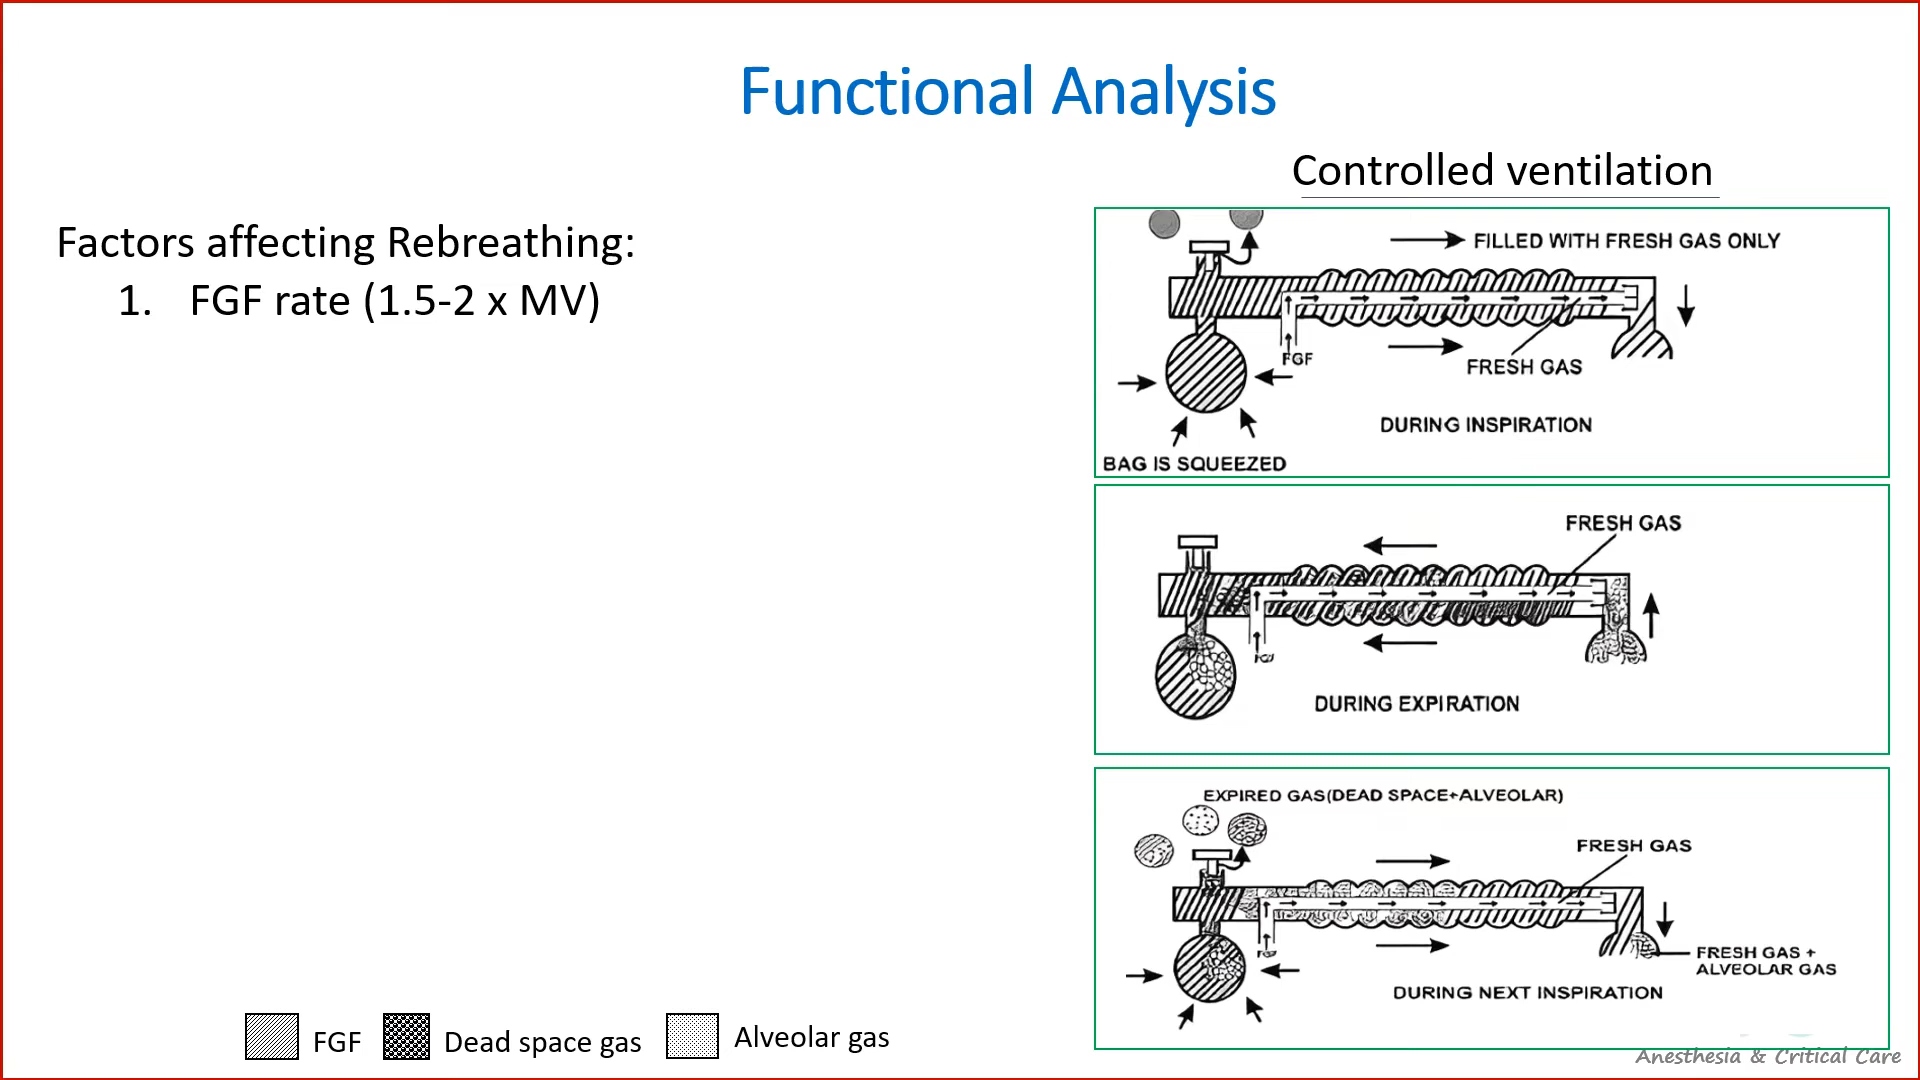 Functional Analysis
Controlled ventilation
Factors affecting Rebreathing:
1. FGF rate (1.5-2 x MV)
FILLED WITH FRESH GAS ONLY
FGF
FRESH GAS
DURING INSPIRATION
BAG IS SQUEEZED
FRESH GAS
DURING EXPIRATION
EXPIRED GAS(DEAD SPACE+ALVEOLAR)
FRESH GAS
FRESH GAS +
ALVEOLAR GAS
DURING NEXT INSPIRATION
FGF
Dead space gas
Alveolar gas
Anesthesia & Critical Care